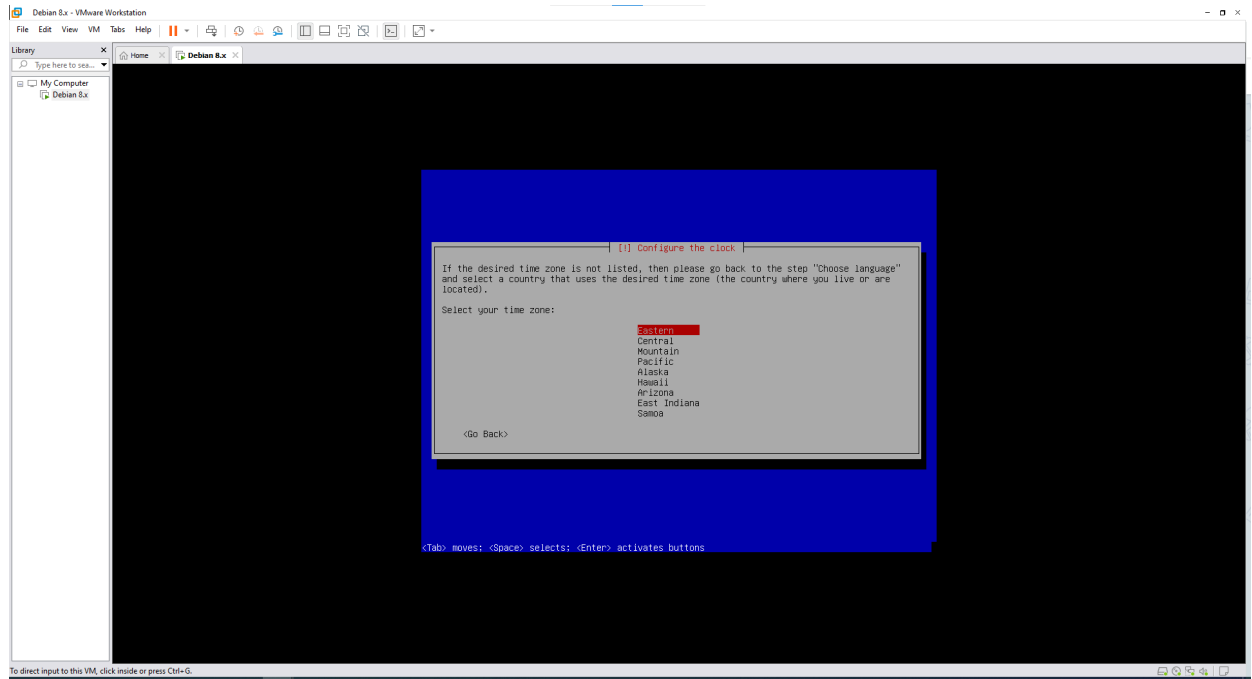 Debian 8.x - VMware Workstation
File Edit View VM Tabs Help
Library
Home
Debian 8.x
Type here to sea...
My Computer
Debian 8.x
[!] Configure the clock
If the desired time zone is not listed, then please go back to the step "Choose language"
and select a country that uses the desired time zone (the country where you live or are
located).
Select your time zone:
Eastern
Central
Mountain
Pacific
Alaska
Hawaii
Arizona
East Indiana
Samoa
<Go Back>
<Tab> moves; <Space> selects; <Enter> activates buttons
To direct input to this VM, click inside or press Ctrl+G.